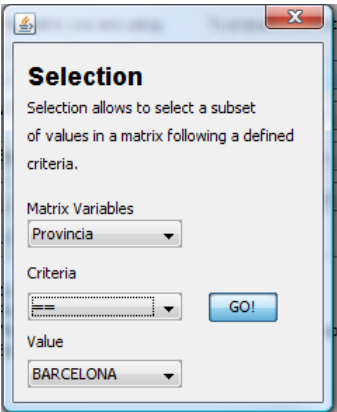 Selection
Selection allows to select a subset
of values in a matrix following a defined
criteria.
Matrix Variables
Provincia
Criteria
==
GO!
Value
BARCELONA